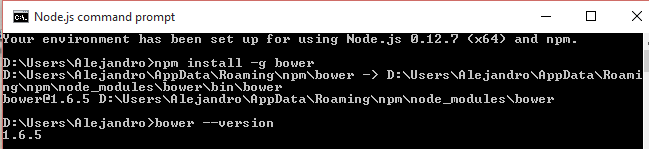 Node.js command prompt
Your environment has been set up for using Node.js 0.12.7 (x64) and npm.
D:\Users\Alejandro>npm install -g bower
D:\Users\Alejandro\AppData\Roaming\npm\bower -> D:\Users\Alejandro\AppData\Roami
ng\npm\node_modules\bower\bin\bower
bower@1.6.5 D:\Users\Alejandro\AppData\Roaming\npm\node_modules\bower
D:\Users\Alejandro>bower --version
1.6.5